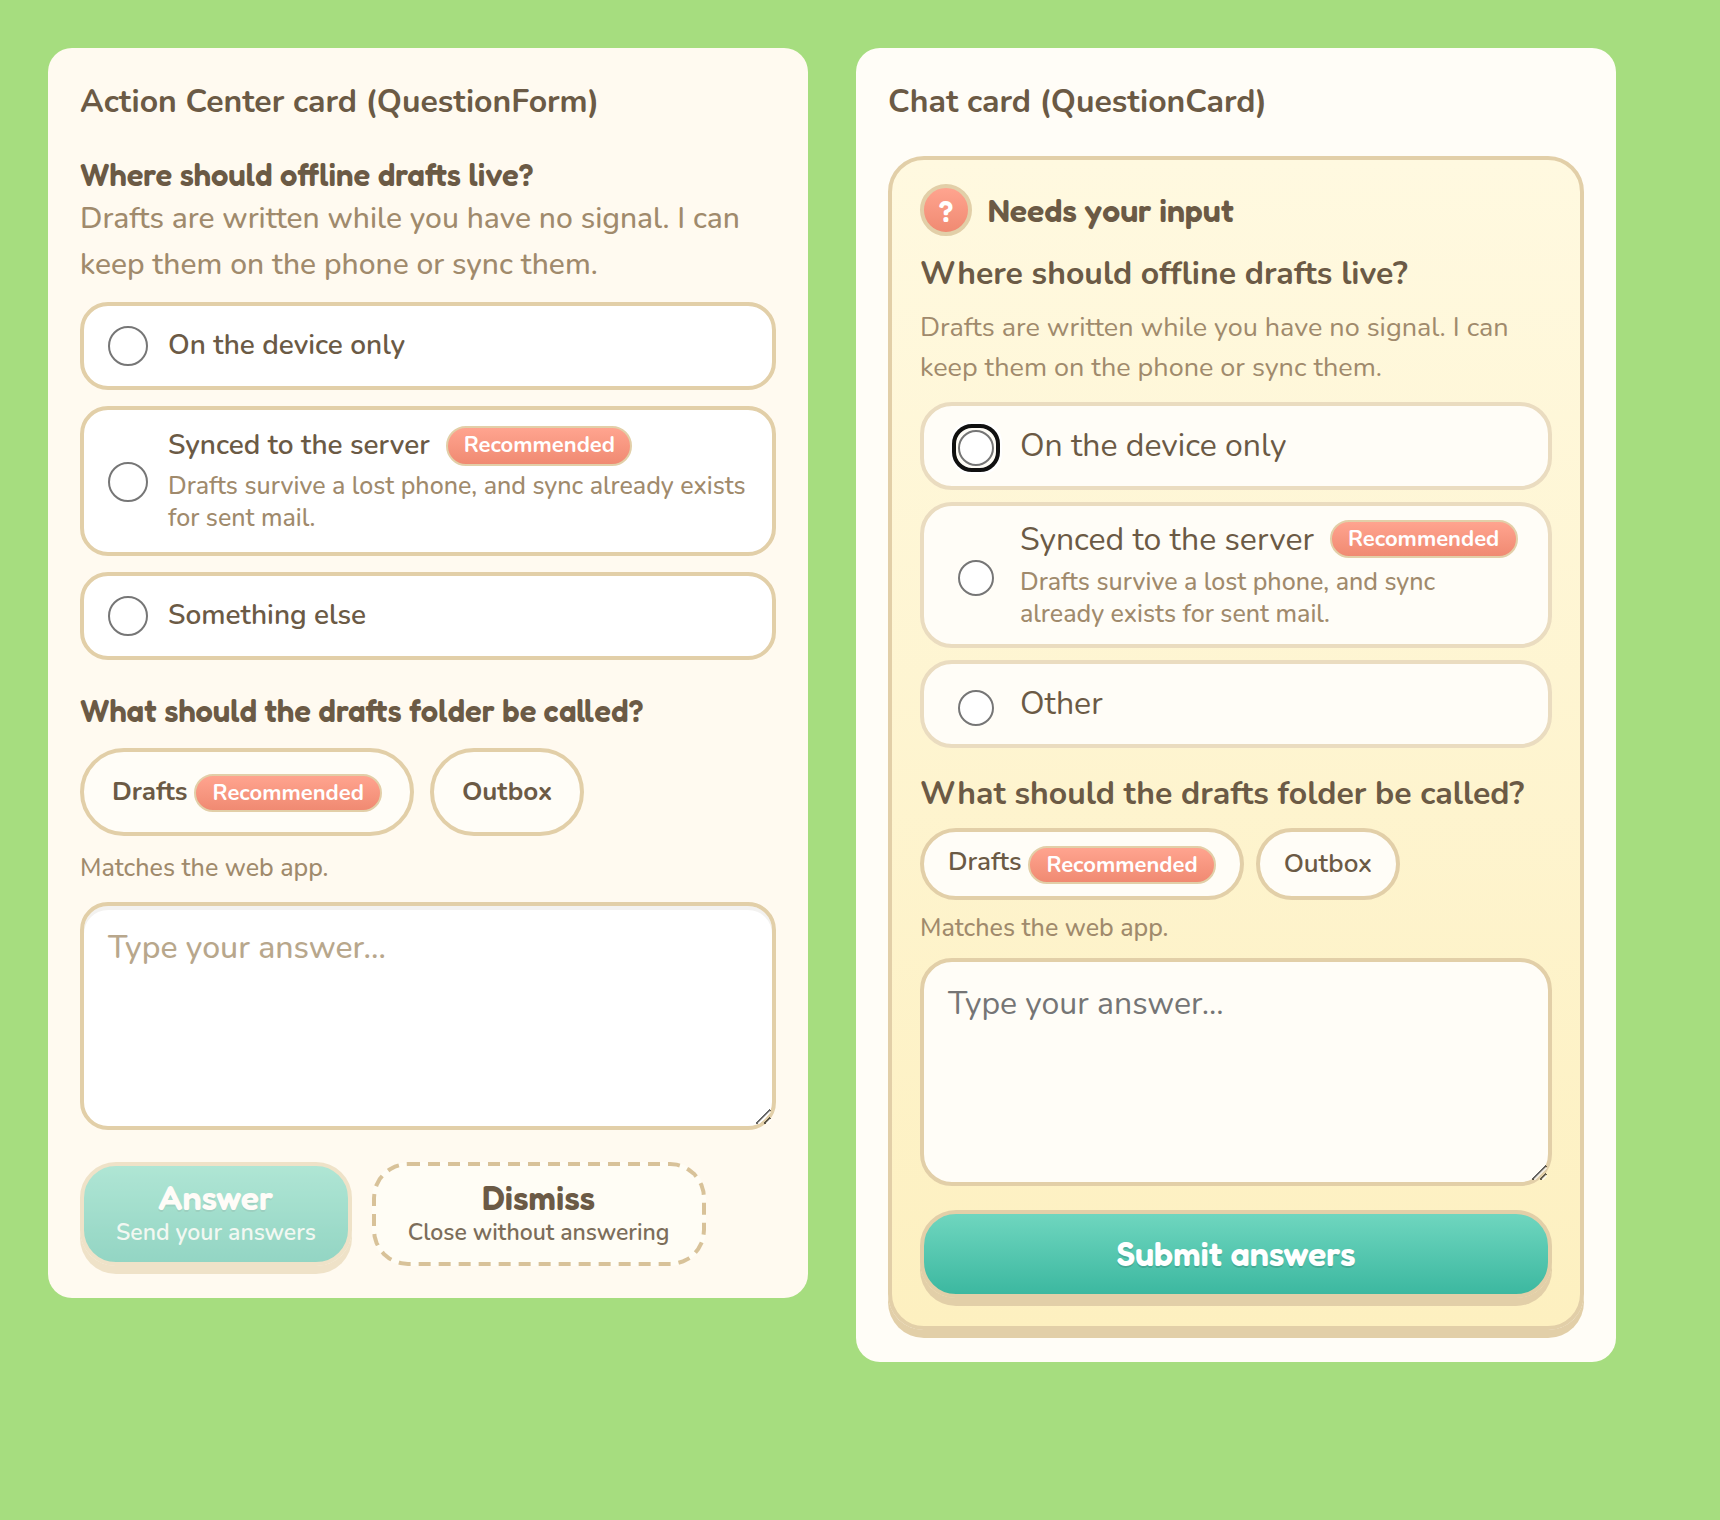 Action Center card (QuestionForm)
Where should offline drafts live?
Drafts are written while you have no signal. I can
keep them on the phone or sync them.
On the device only
Synced to the server Recommended
Drafts survive a lost phone, and sync already exists
for sent mail.
Something else
What should the drafts folder be called?
Drafts Recommended Outbox
Matches the web app.
Type your answer...
Answer Dismiss
Send your answers Close without answering
Chat card (QuestionCard)
? Needs your input
Where should offline drafts live?
Drafts are written while you have no signal. I can
keep them on the phone or sync them.
On the device only
Synced to the server Recommended
Drafts survive a lost phone, and sync
already exists for sent mail.
Other
What should the drafts folder be called?
Drafts Recommended Outbox
Matches the web app.
Type your answer...
Submit answers